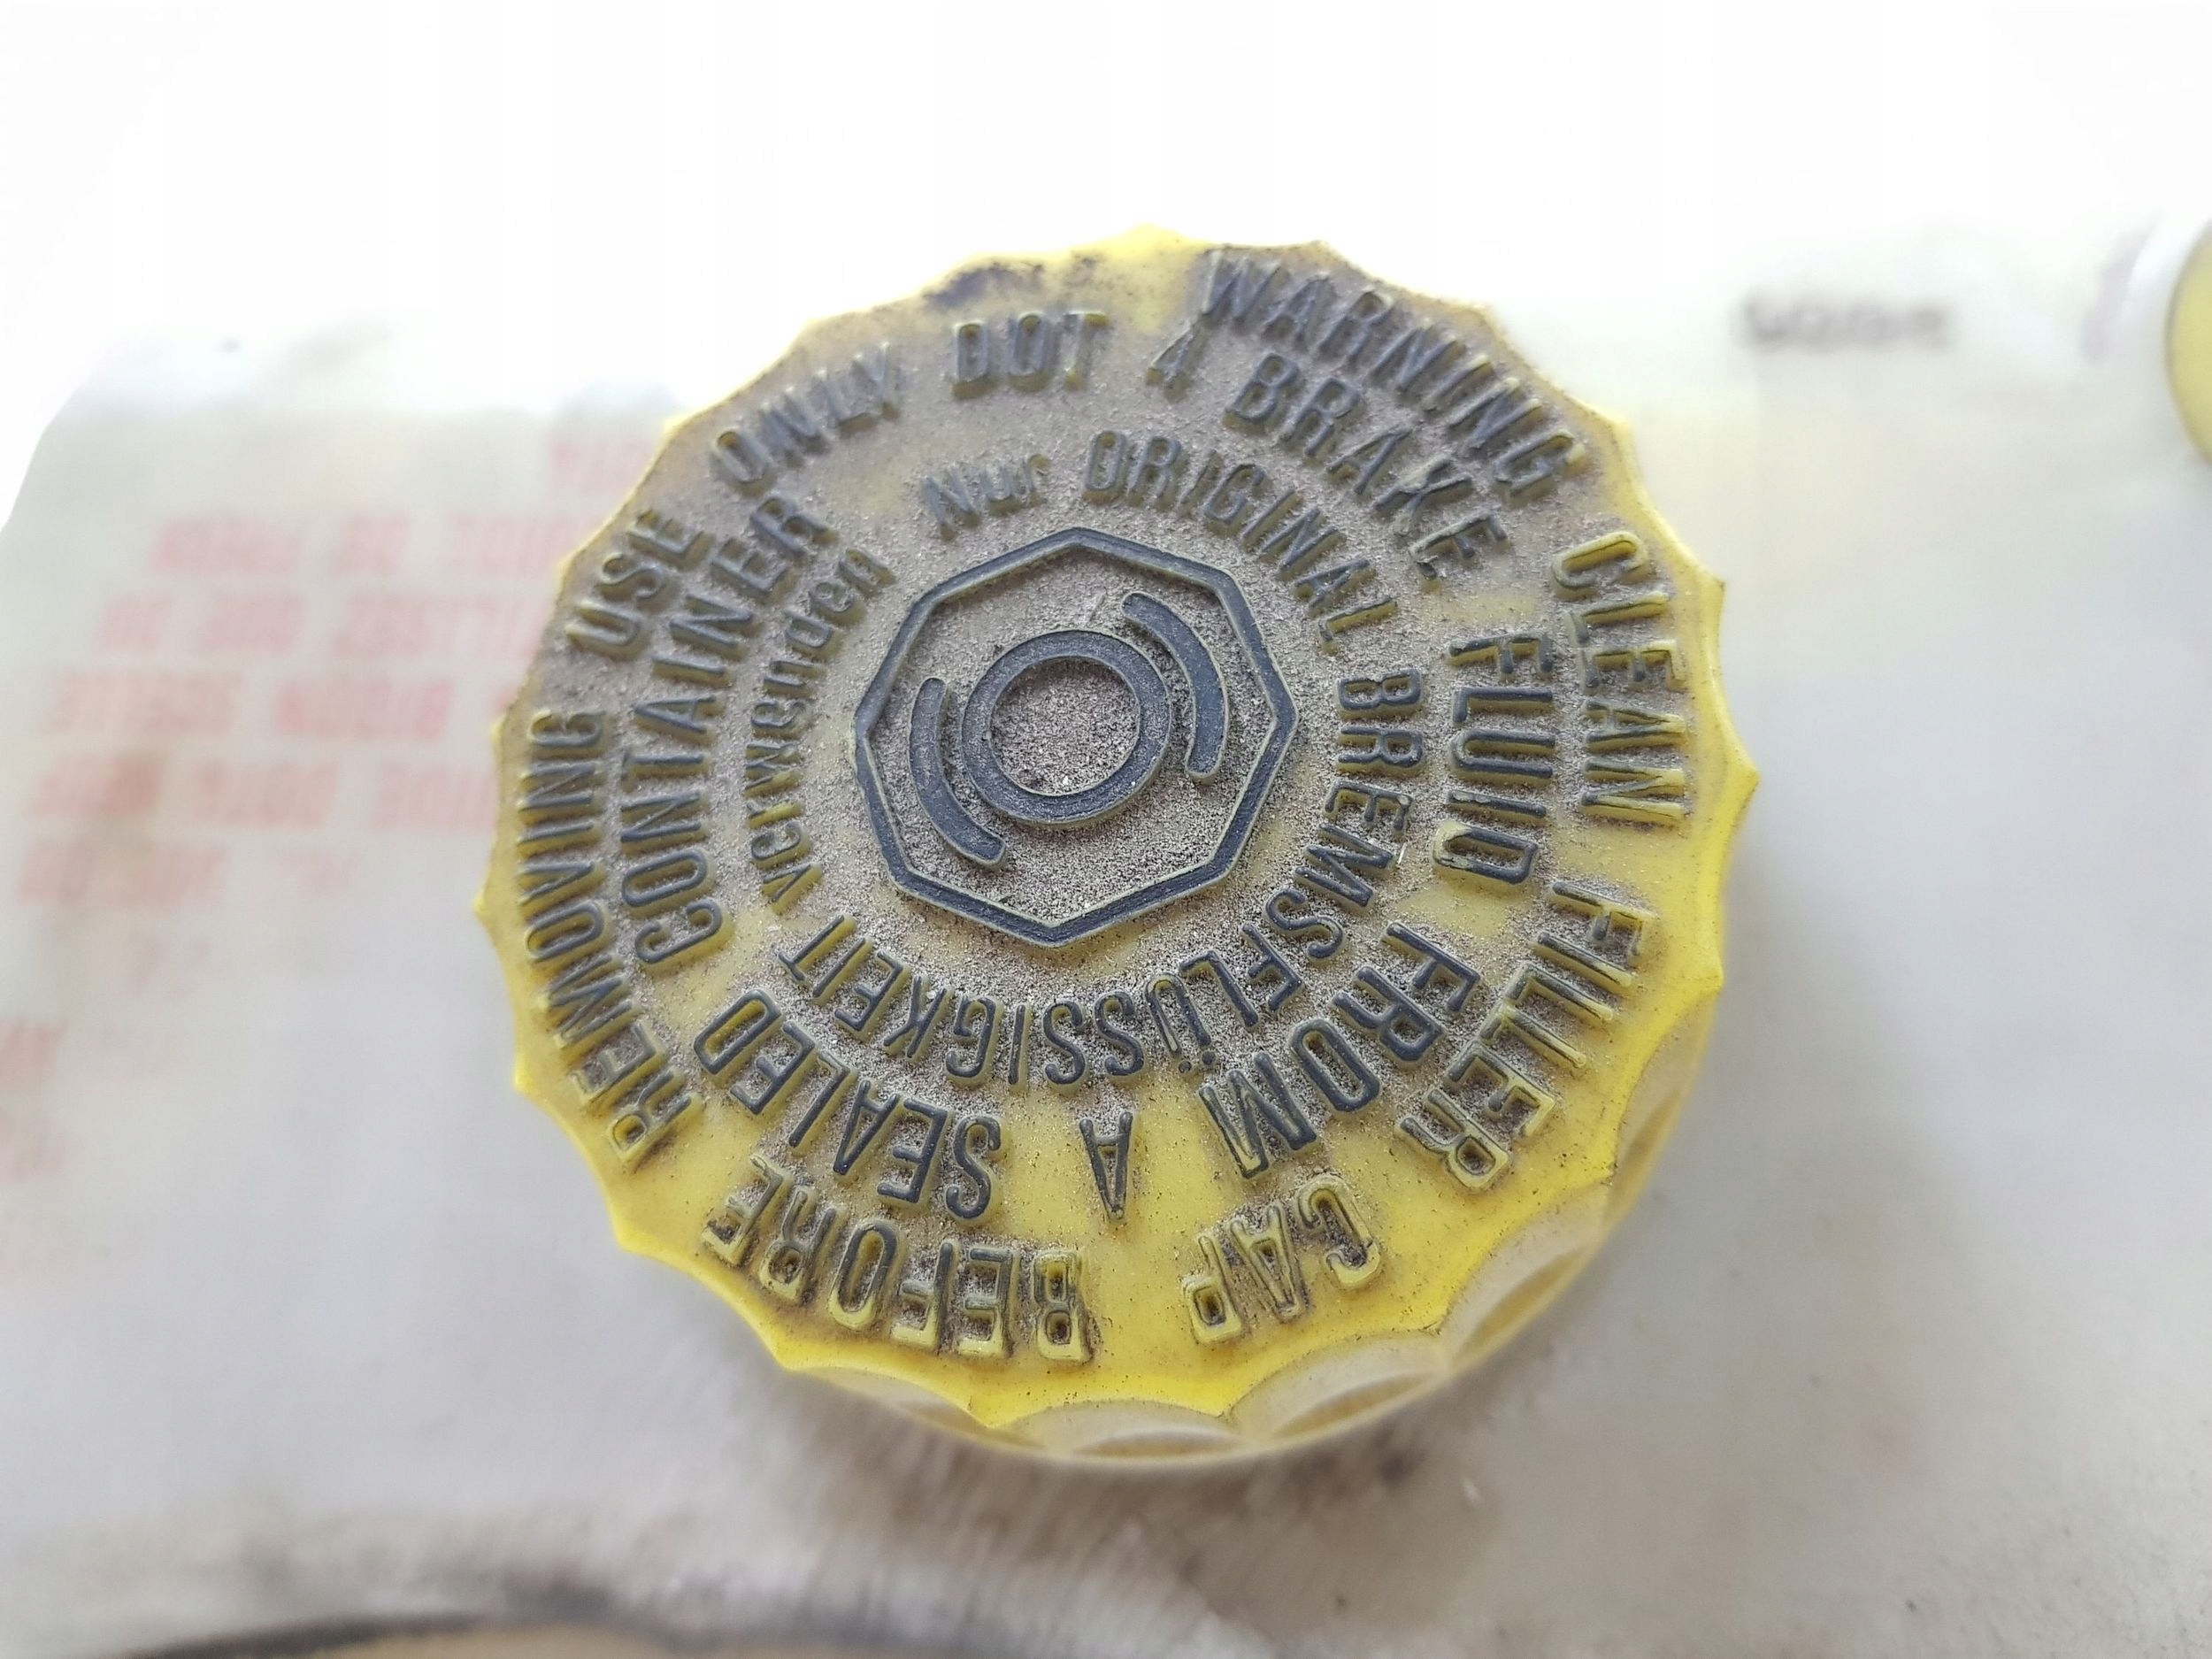 WARNING CLEAN FILLER CAP BEFORE REMOVING USE
ONLY DOT 4 BRAKE FLUID FROM A SEALED CONTAINER
Nur ORIGINAL BREMSFLÜSSIGKEIT verwenden